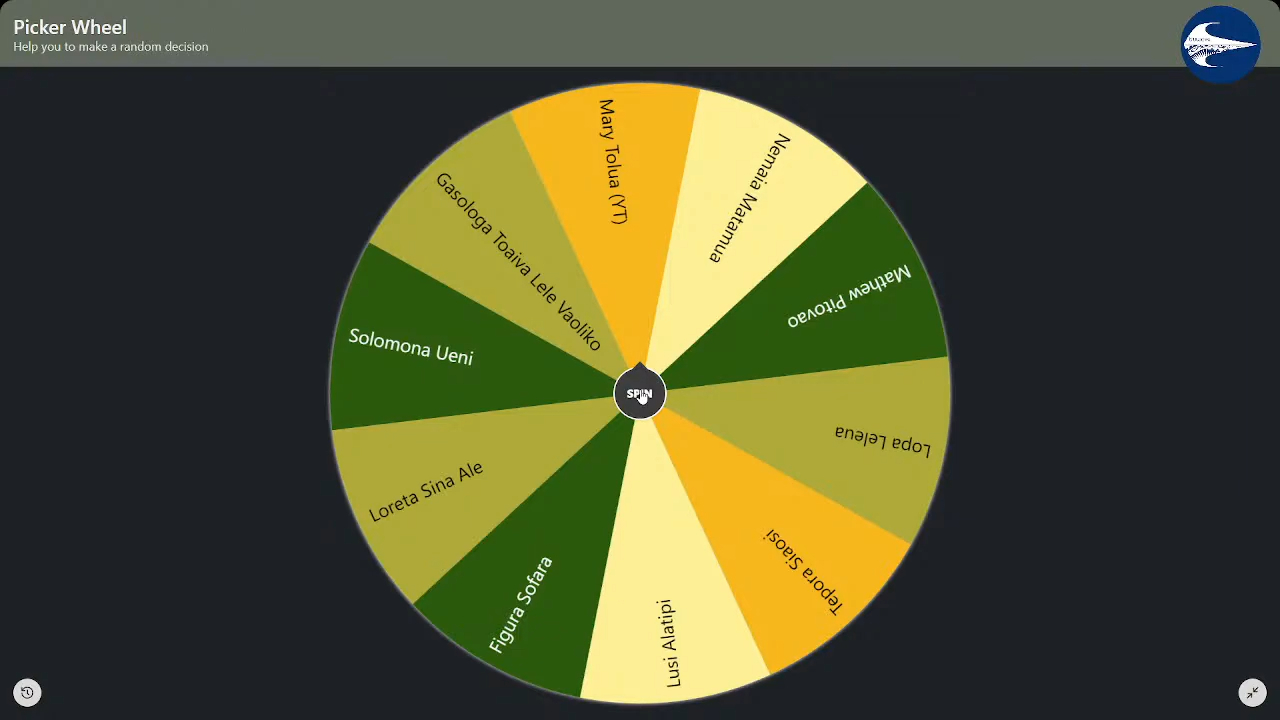 Picker Wheel
Help you to make a random decision
Mary Tolua (YT)
Nemaia Matamua
Mathew Pitovao
Lopa Leleua
Tepora Siaosi
Lusi Alatipi
Figura Sofara
Loreta Sina Ale
Solomona Ueni
Gasologa Toaiva Lele Vaoliko
SPIN